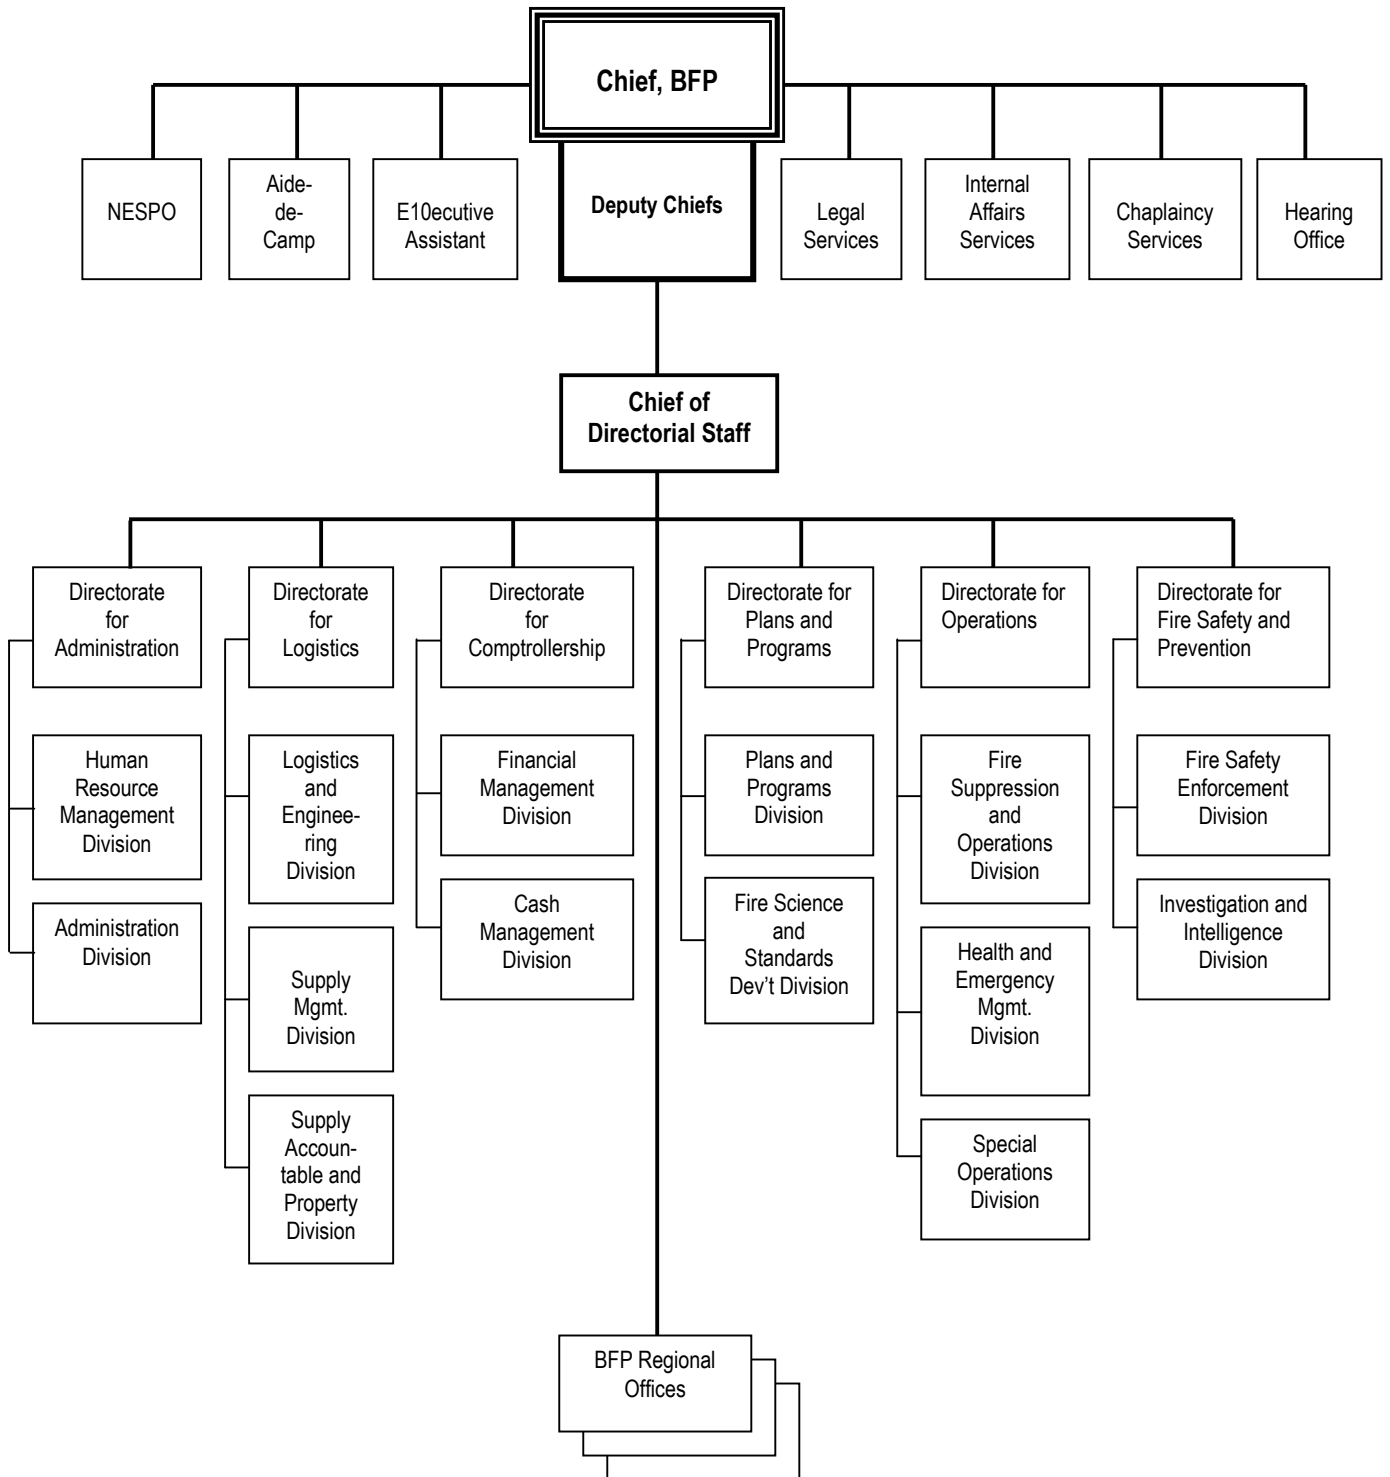 Chief, BFP
Deputy Chiefs
NESPO
Aide-
de-
Camp
E10ecutive
Assistant
Legal
Services
Internal
Affairs
Services
Chaplaincy
Services
Hearing
Office
Chief of
Directorial Staff
Directorate
for
Administration
Directorate
for
Logistics
Directorate
for
Comptrollership
Directorate for
Plans and
Programs
Directorate for
Operations
Directorate for
Fire Safety and
Prevention
Human
Resource
Management
Division
Administration
Division
Logistics
and
Enginee-
ring
Division
Supply
Mgmt.
Division
Supply
Accoun-
table and
Property
Division
Financial
Management
Division
Cash
Management
Division
Plans and
Programs
Division
Fire Science
and
Standards
Dev’t Division
Fire
Suppression
and
Operations
Division
Health and
Emergency
Mgmt.
Division
Special
Operations
Division
Fire Safety
Enforcement
Division
Investigation and
Intelligence
Division
BFP Regional
Offices